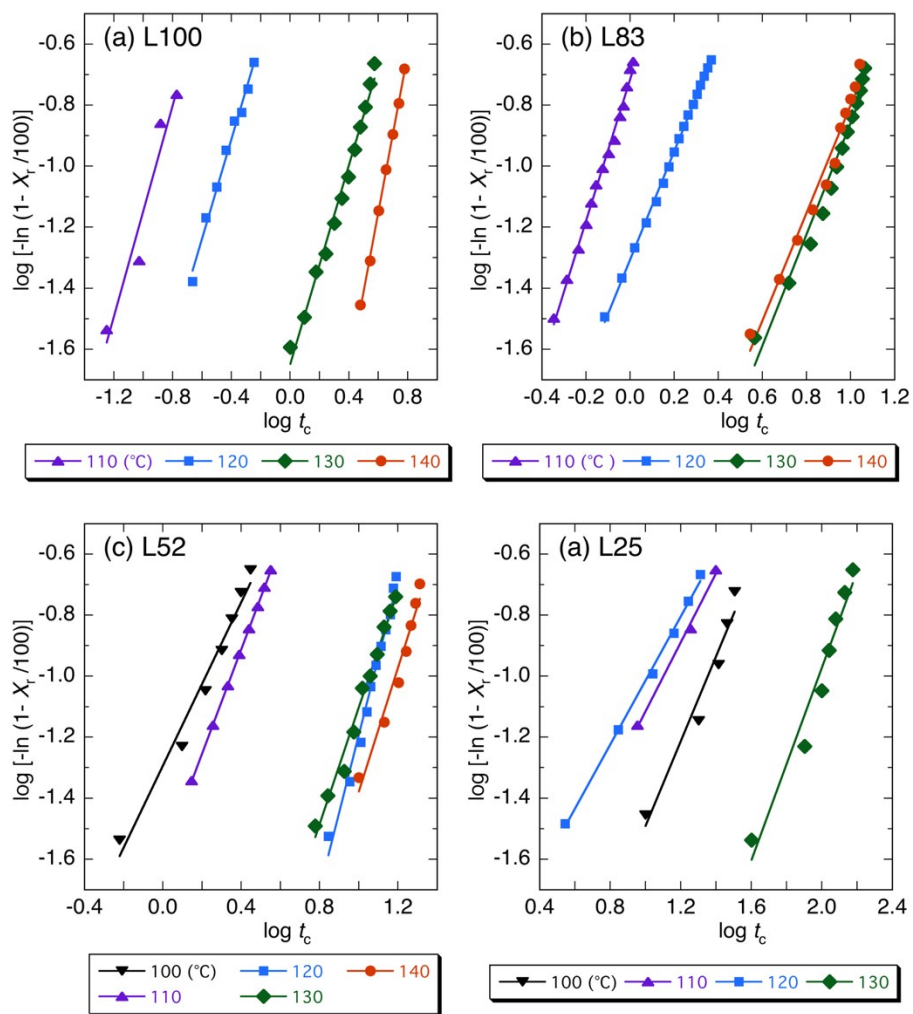 (a) L100
-0.6
-0.8
-1.0
-1.2
-1.4
-1.6
log [-ln (1- Xr /100)]
-1.2 -0.8 -0.4 0.0 0.4 0.8
log tc
110 (°C) 120 130 140
(b) L83
-0.6
-0.8
-1.0
-1.2
-1.4
-1.6
log [-ln (1- Xr /100)]
-0.4 -0.2 0.0 0.2 0.4 0.6 0.8 1.0 1.2
log tc
110 (°C ) 120 130 140
(c) L52
-0.6
-0.8
-1.0
-1.2
-1.4
-1.6
log [-ln (1- Xr /100)]
-0.4 0.0 0.4 0.8 1.2
log tc
100 (°C) 120 140
110 130
(a) L25
-0.6
-0.8
-1.0
-1.2
-1.4
-1.6
log [-ln (1- Xr /100)]
0.4 0.8 1.2 1.6 2.0 2.4
log tc
100 (°C) 110 120 130